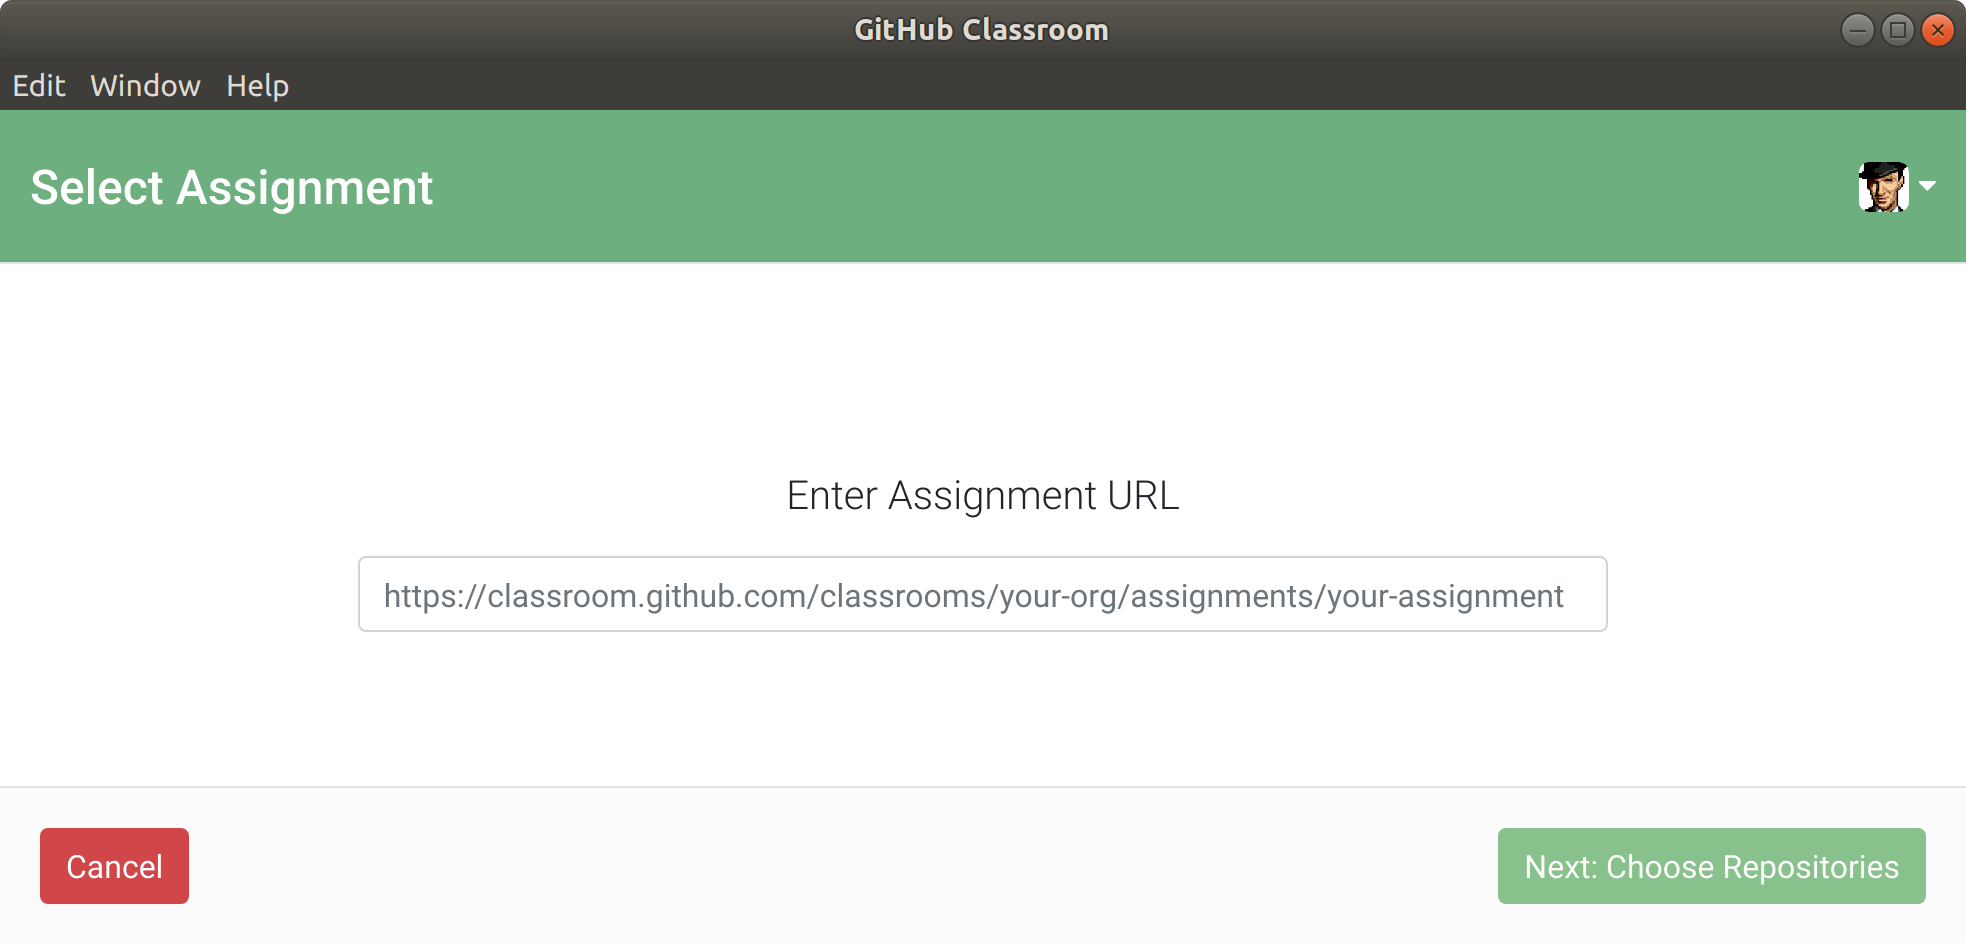 GitHub Classroom
Edit Window Help
Select Assignment
Enter Assignment URL
https://classroom.github.com/classrooms/your-org/assignments/your-assignment
Cancel
Next: Choose Repositories